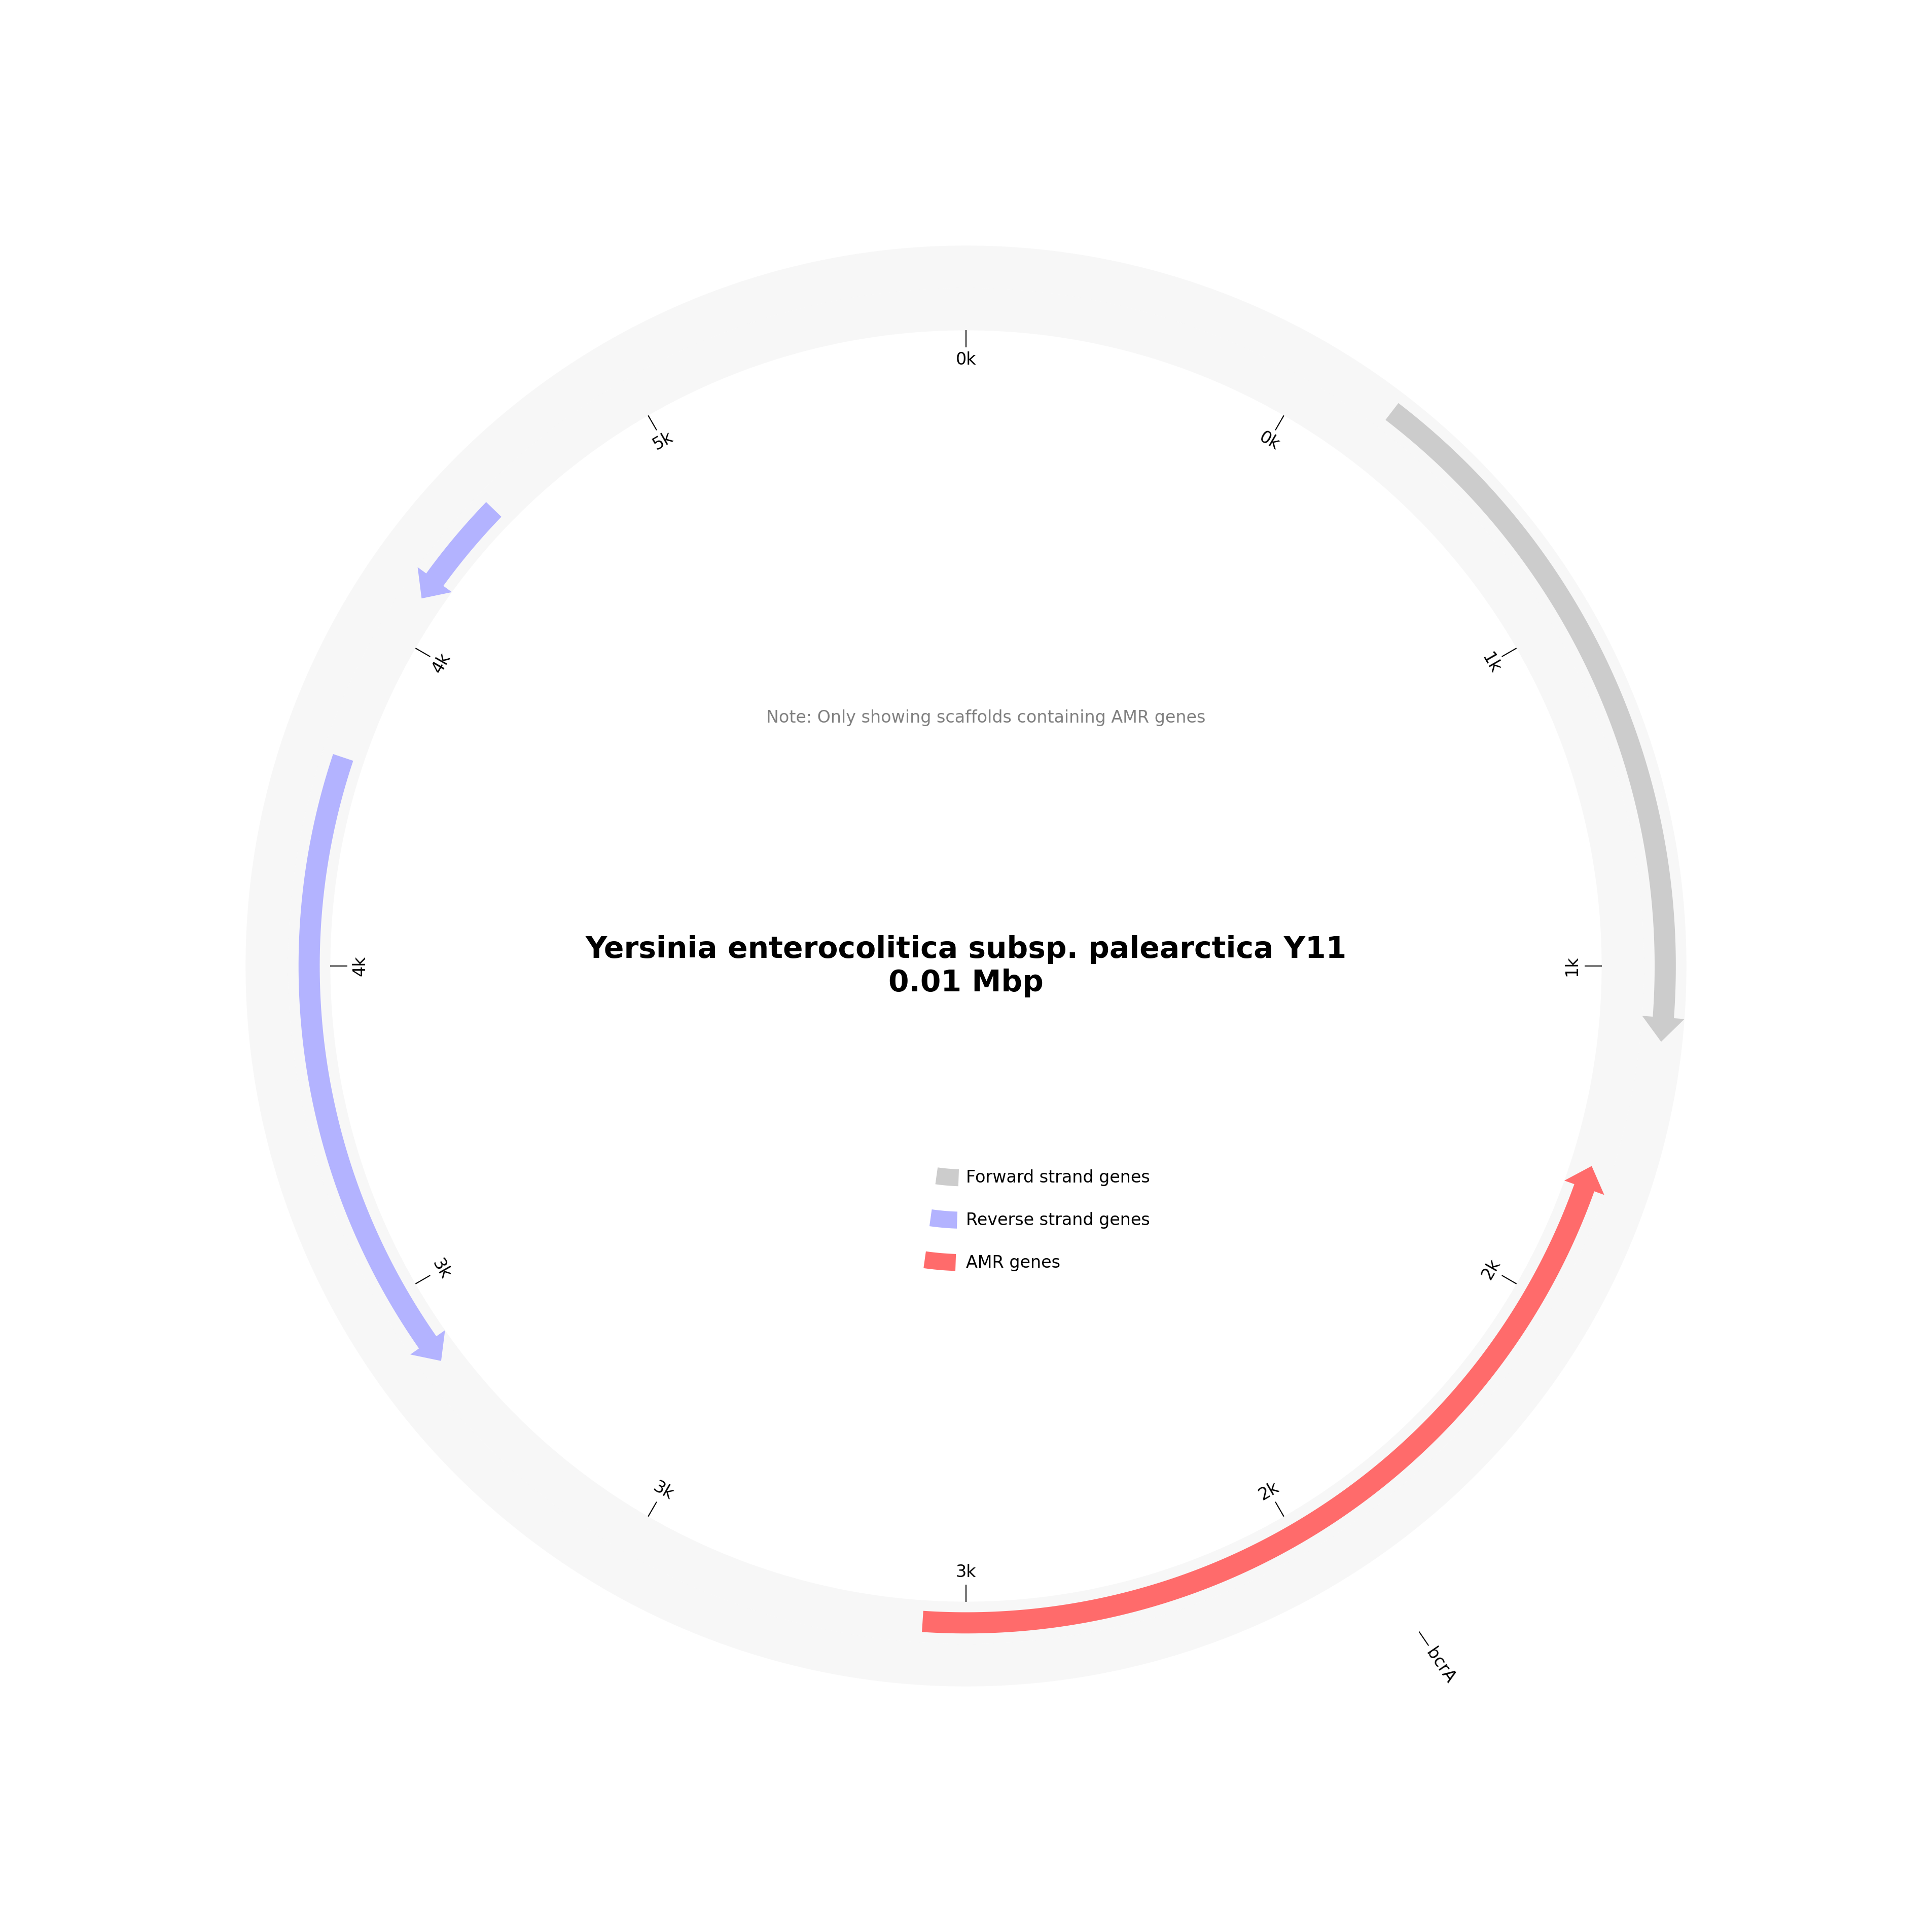 0k
0k
1k
1k
2k
2k
3k
3k
3k
4k
4k
5k
Note: Only showing scaffolds containing AMR genes
Yersinia enterocolitica subsp. palearctica Y11
0.01 Mbp
Forward strand genes
Reverse strand genes
AMR genes
bcrA